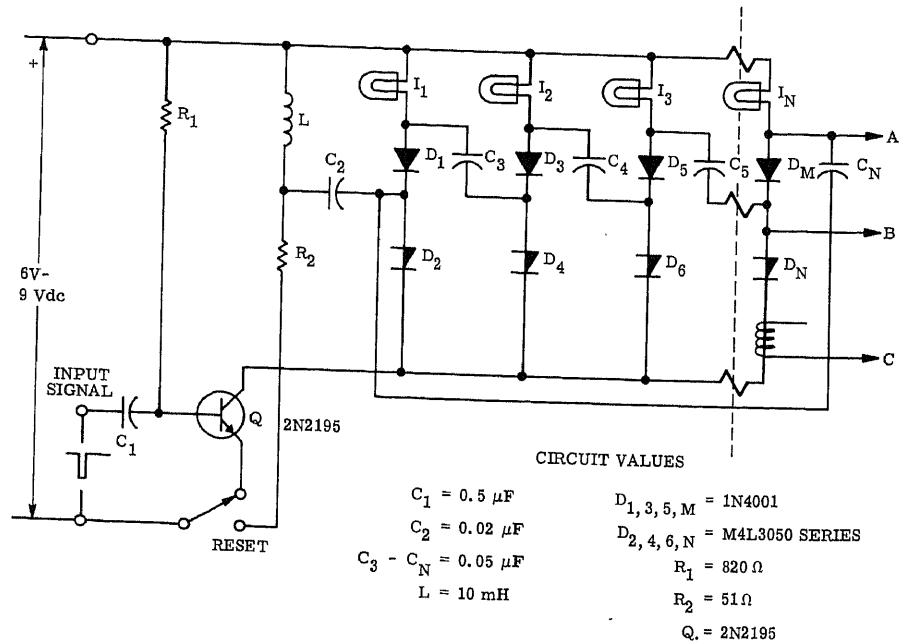 +
6V-
9 Vdc
R1
L
C2
R2
I1
I2
I3
IN
D1
C3
D3
C4
D5
C5
DM
CN
A
B
D2
D4
D6
DN
C
INPUT
SIGNAL
C1
Q
2N2195
RESET
CIRCUIT VALUES
C1 = 0.5 µF
C2 = 0.02 µF
C3 - CN = 0.05 µF
L = 10 mH
D1, 3, 5, M = 1N4001
D2, 4, 6, N = M4L3050 SERIES
R1 = 820 Ω
R2 = 51Ω
Q. = 2N2195